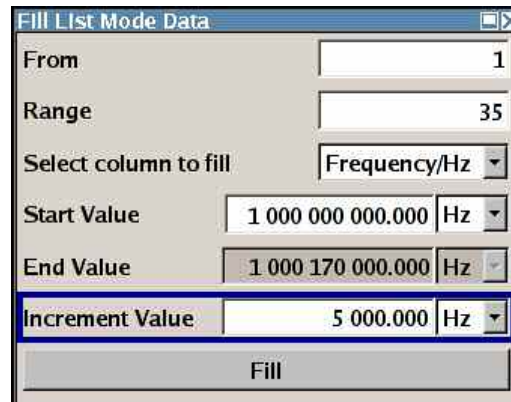 Fill List Mode Data
From 1
Range 35
Select column to fill Frequency/Hz
Start Value 1 000 000 000.000 Hz
End Value 1 000 170 000.000 Hz
Increment Value 5 000.000 Hz
Fill